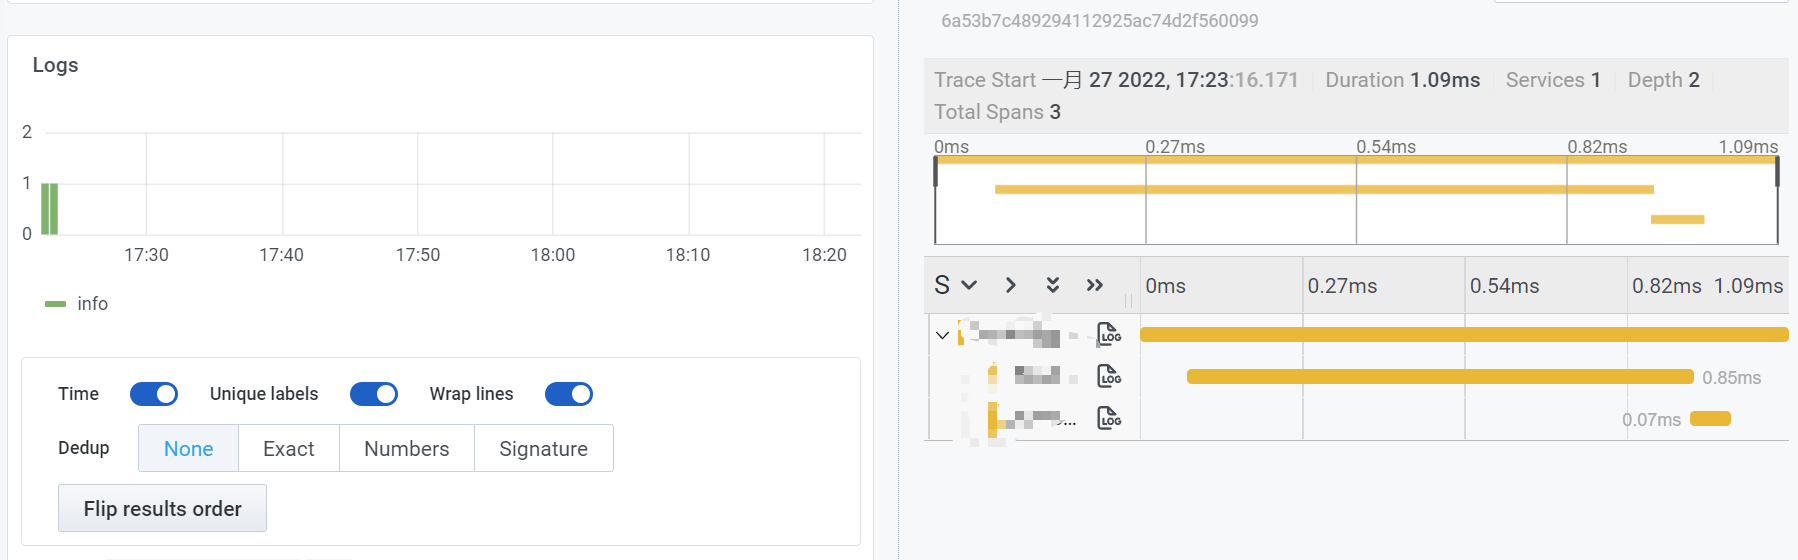 Logs
2
1
0
17:30 17:40 17:50 18:00 18:10 18:20
info
Time Unique labels Wrap lines
Dedup None Exact Numbers Signature
Flip results order
6a53b7c489294112925ac74d2f560099
Trace Start 一月 27 2022, 17:23:16.171 Duration 1.09ms Services 1 Depth 2
Total Spans 3
0ms 0.27ms 0.54ms 0.82ms 1.09ms
S 0ms 0.27ms 0.54ms 0.82ms 1.09ms
LOG
LOG 0.85ms
... LOG 0.07ms